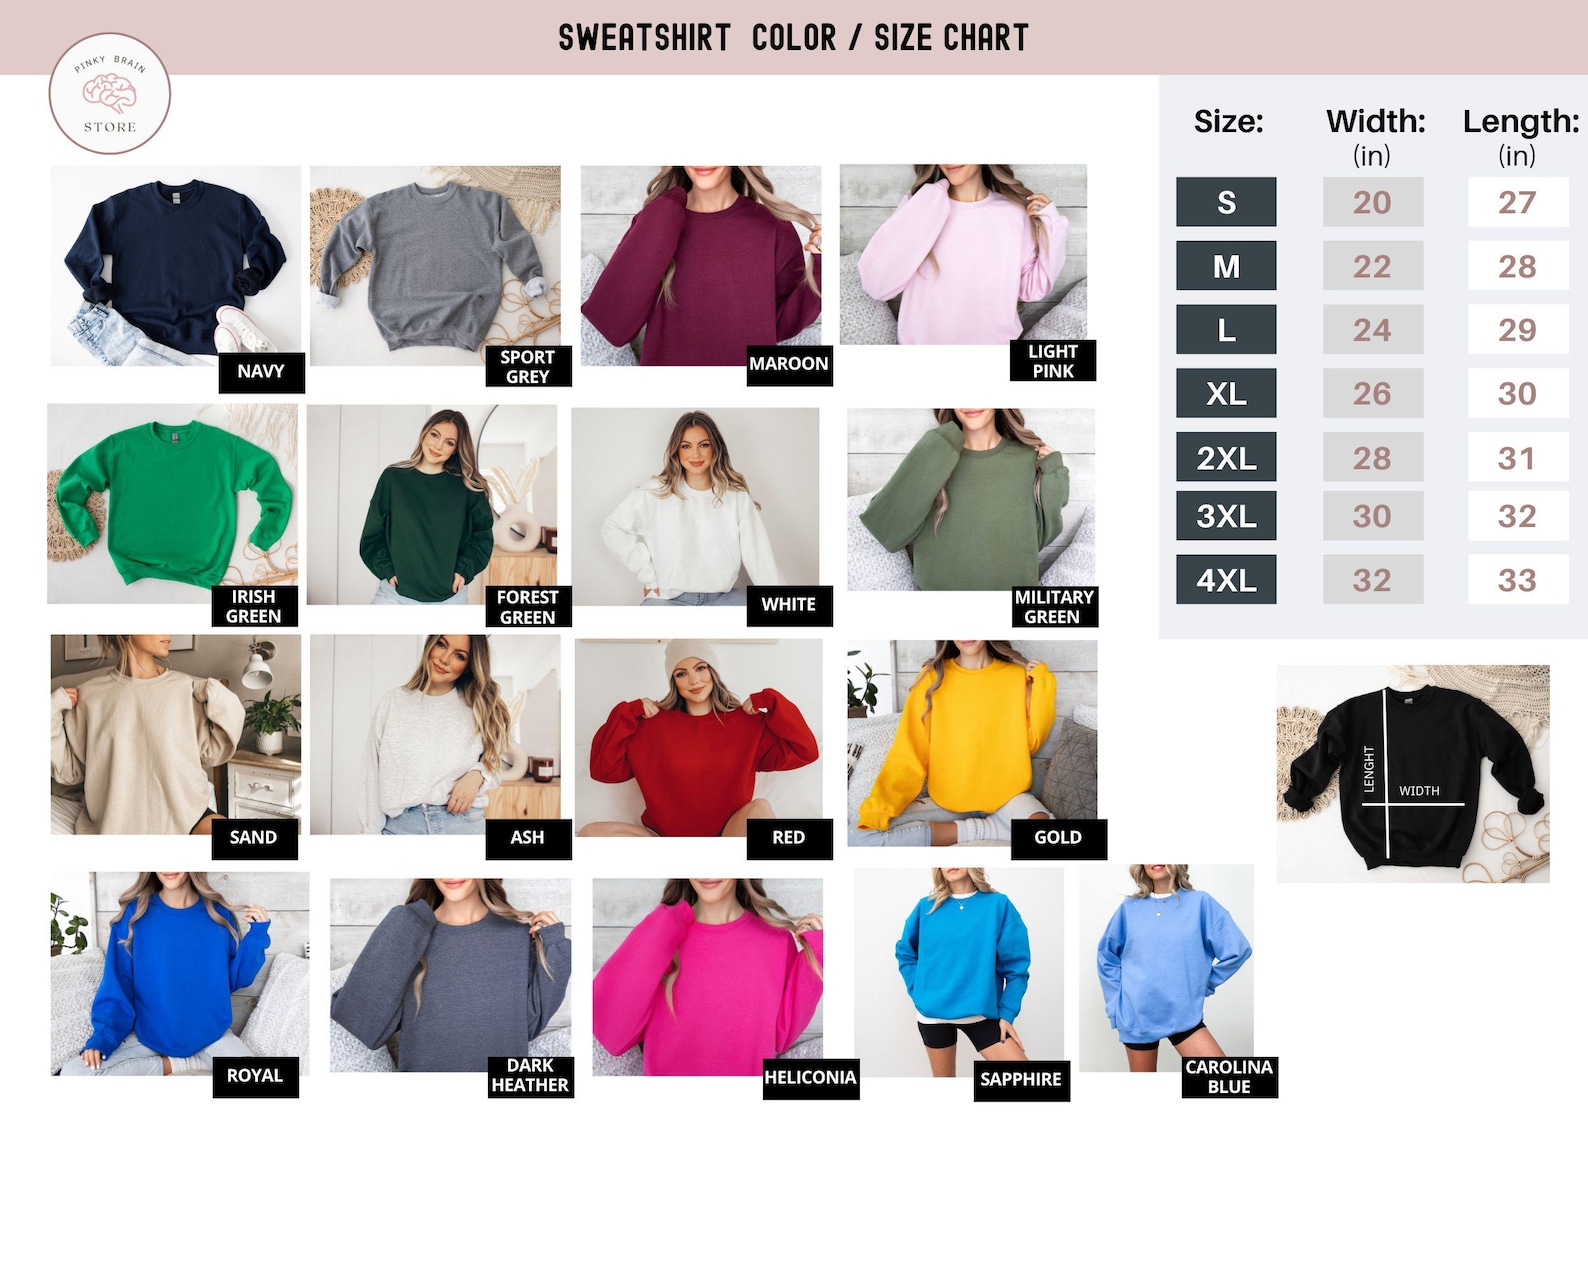 SWEATSHIRT COLOR / SIZE CHART
PINKY BRAIN
STORE
NAVY
SPORT
GREY
MAROON
LIGHT
PINK
IRISH
GREEN
FOREST
GREEN
WHITE
MILITARY
GREEN
SAND
ASH
RED
GOLD
ROYAL
DARK
HEATHER
HELICONIA
SAPPHIRE
CAROLINA
BLUE
Size: Width: Length:
(in) (in)
S 20 27
M 22 28
L 24 29
XL 26 30
2XL 28 31
3XL 30 32
4XL 32 33
LENGHT
WIDTH